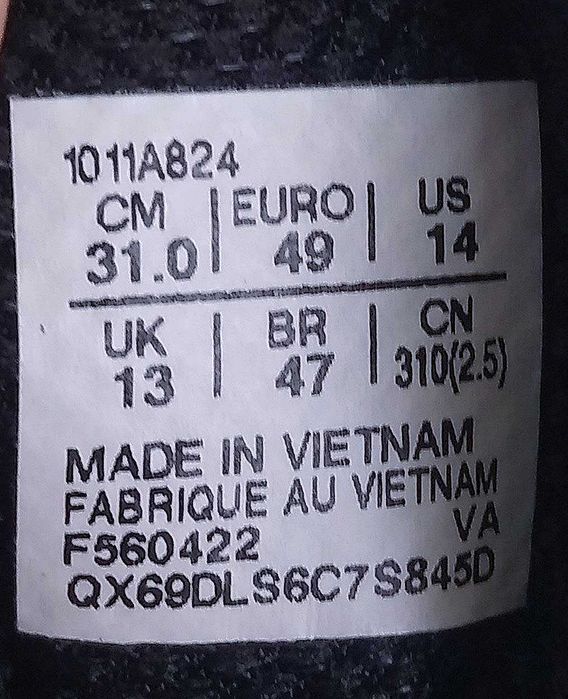 1011A824
CM | EURO | US
31.0 | 49 | 14
UK | BR | CN
13 | 47 | 310(2.5)
MADE IN VIETNAM
FABRIQUE AU VIETNAM
F560422 VA
QX69DLS6C7S845D